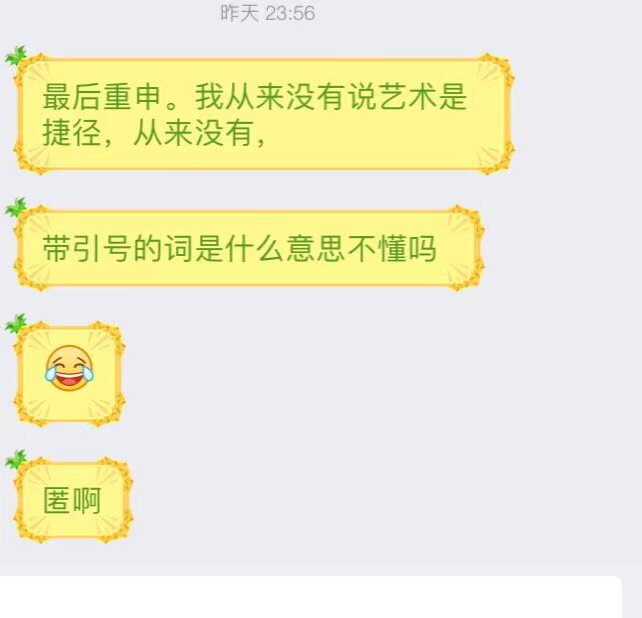 昨天 23:56
最后重申。我从来没有说艺术是
捷径，从来没有，
带引号的词是什么意思不懂吗
😂
匿啊